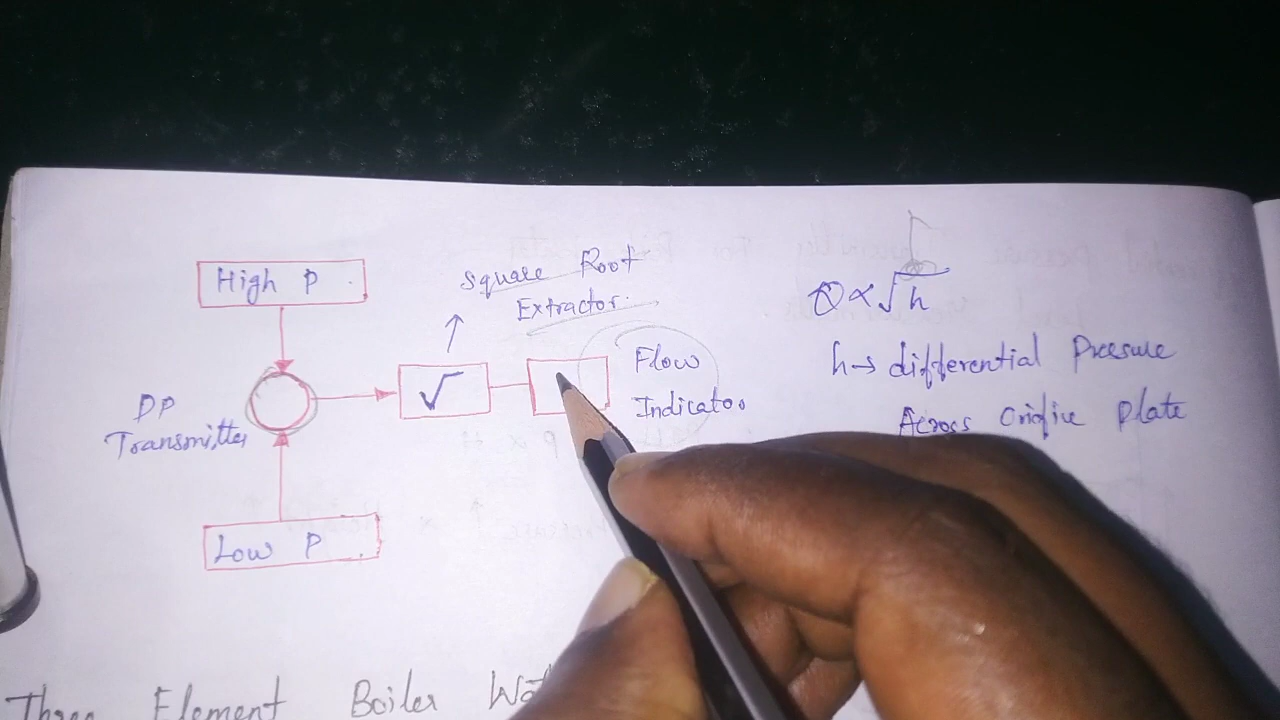 High P
Square Root
Extractor.
Q ∝ √h
√
Flow
Indicator
h → differential Pressure
Across Orifice Plate
DP
Transmitter
Low P
Three Element Boiler